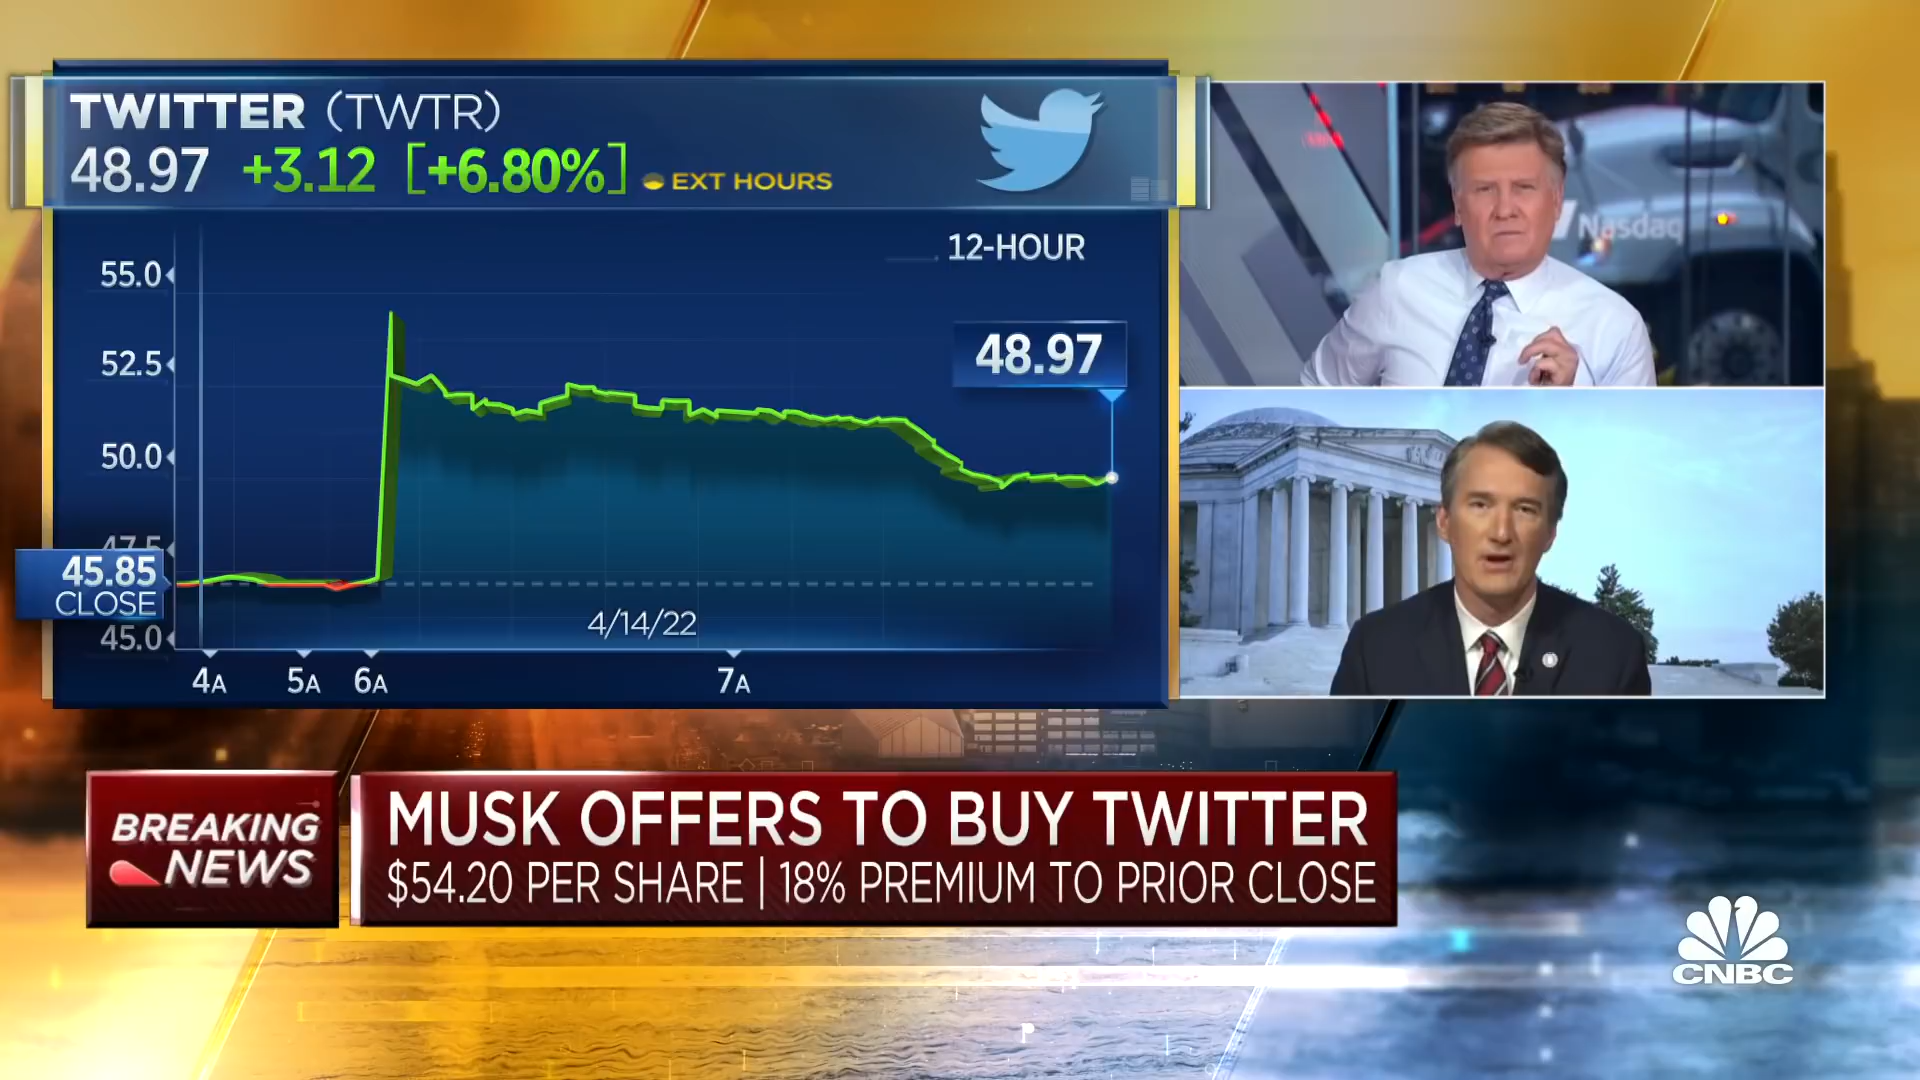 TWITTER (TWTR)
48.97 +3.12 [+6.80%] EXT HOURS
12-HOUR
55.0
52.5
50.0
47.5
45.0
48.97
45.85
CLOSE
4/14/22
4A 5A 6A 7A
Nasdaq
BREAKING
NEWS
MUSK OFFERS TO BUY TWITTER
$54.20 PER SHARE | 18% PREMIUM TO PRIOR CLOSE
CNBC